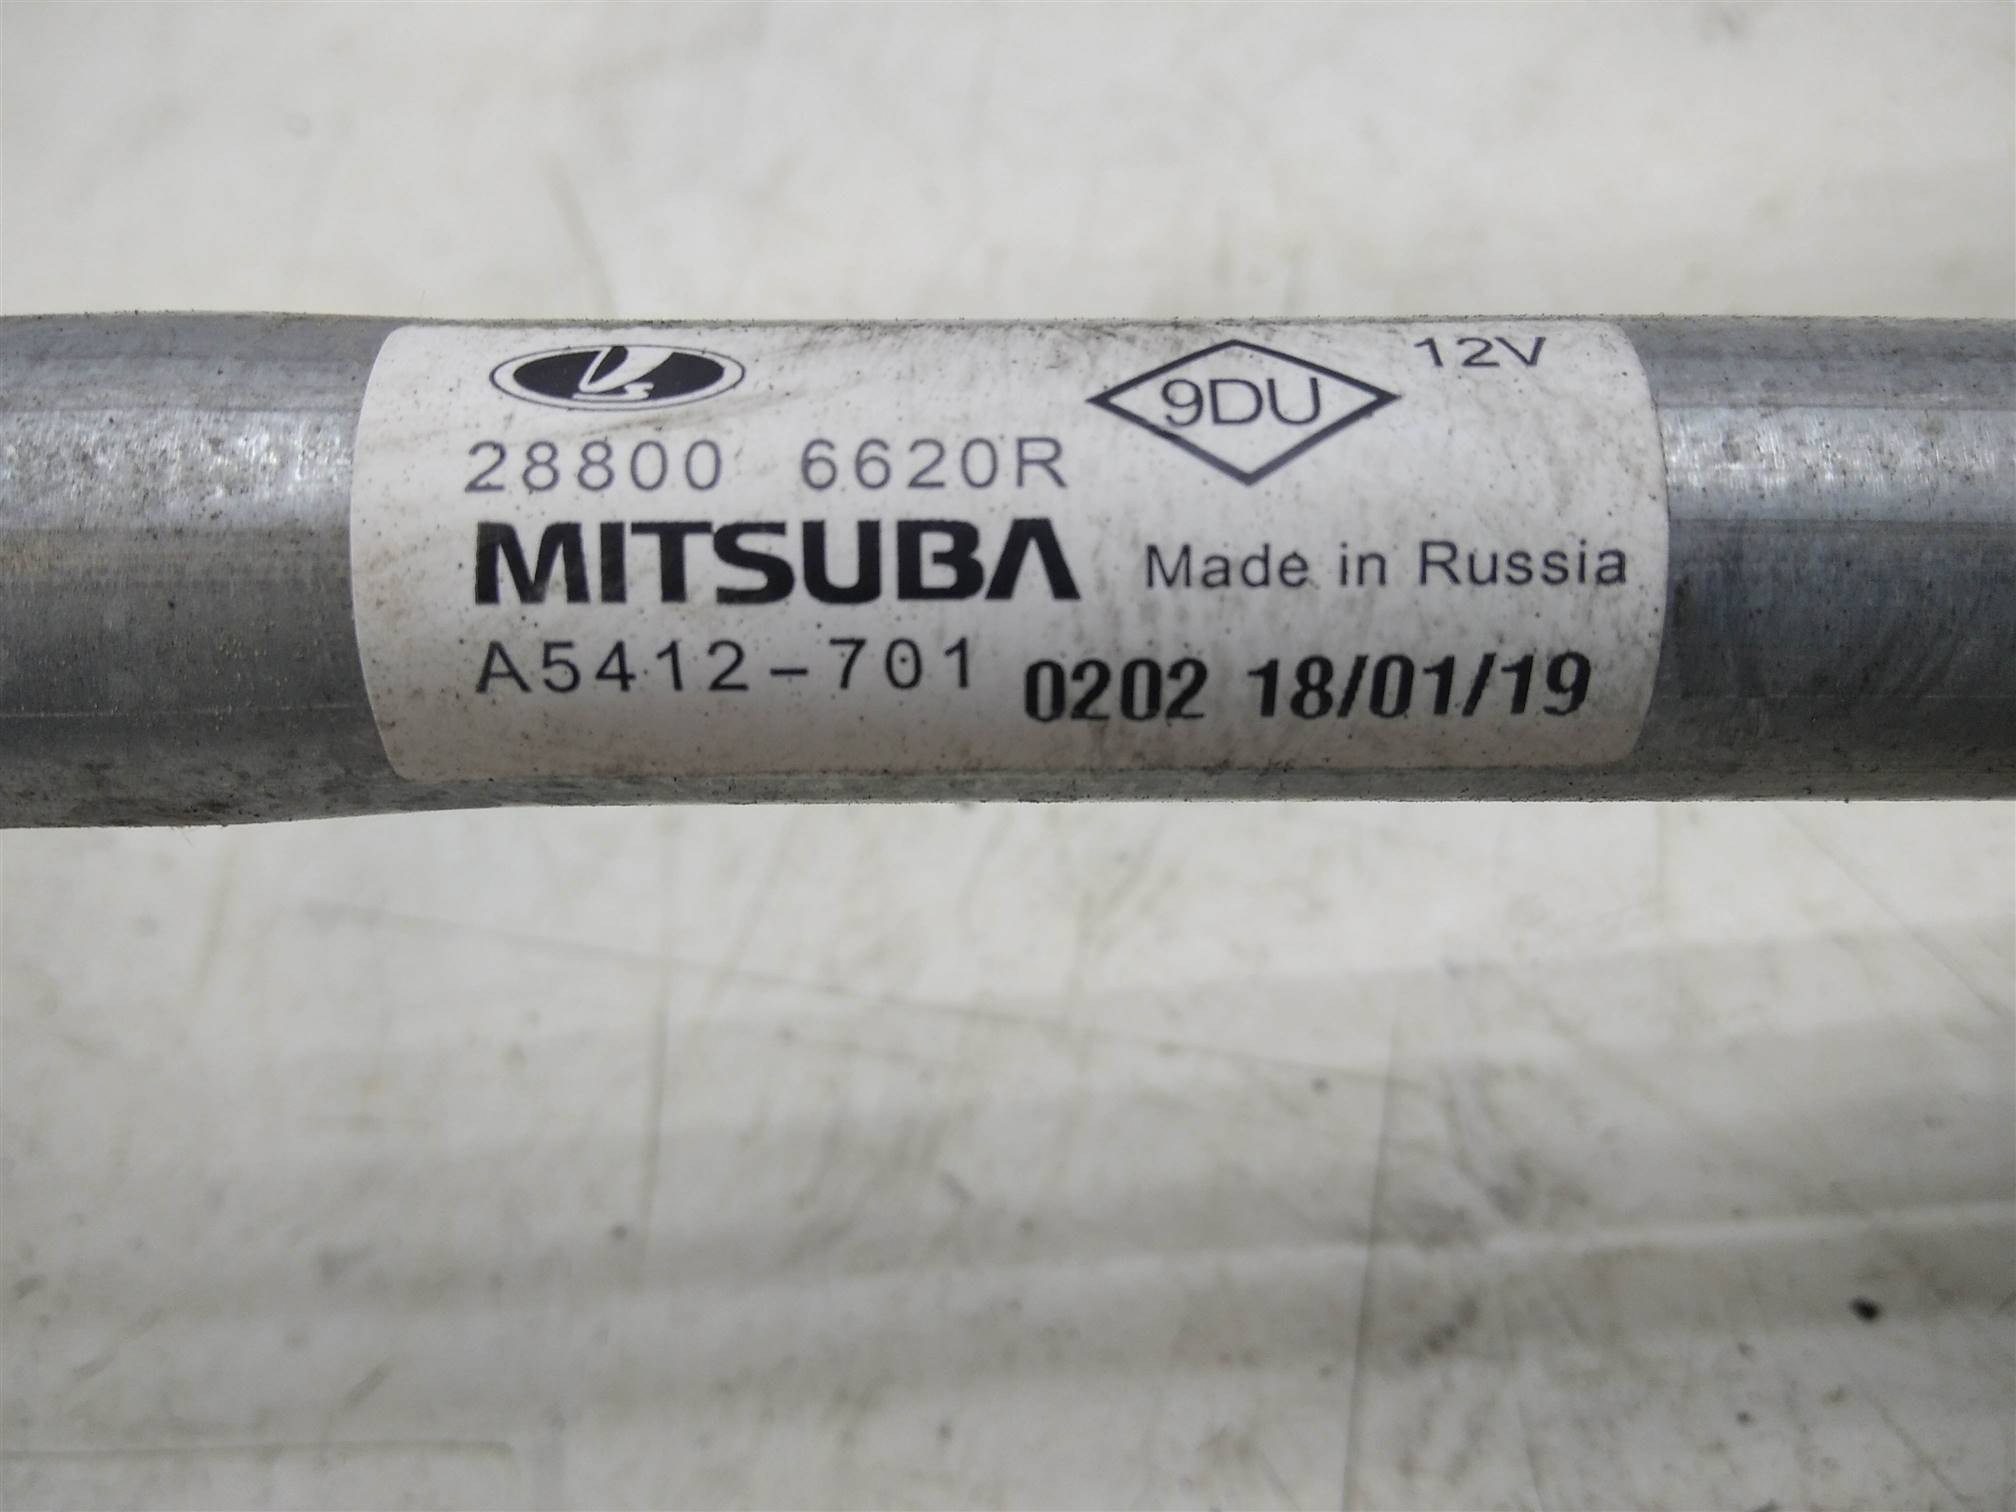 9DU 12V
28800 6620R
MITSUBA Made in Russia
A5412-701 0202 18/01/19